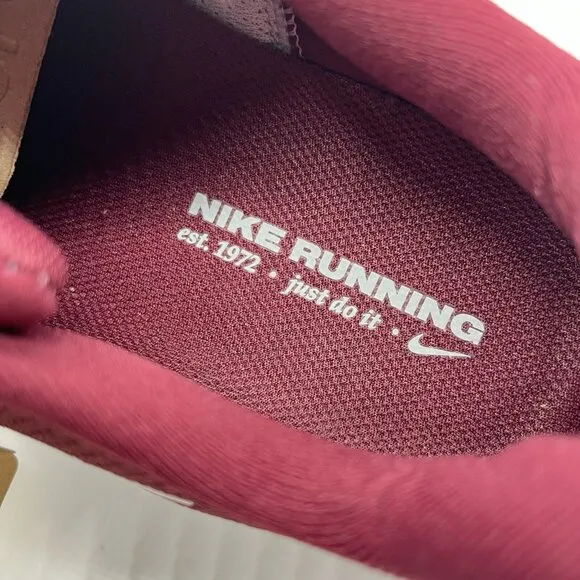 NIKE RUNNING
est. 1972 • just do it •